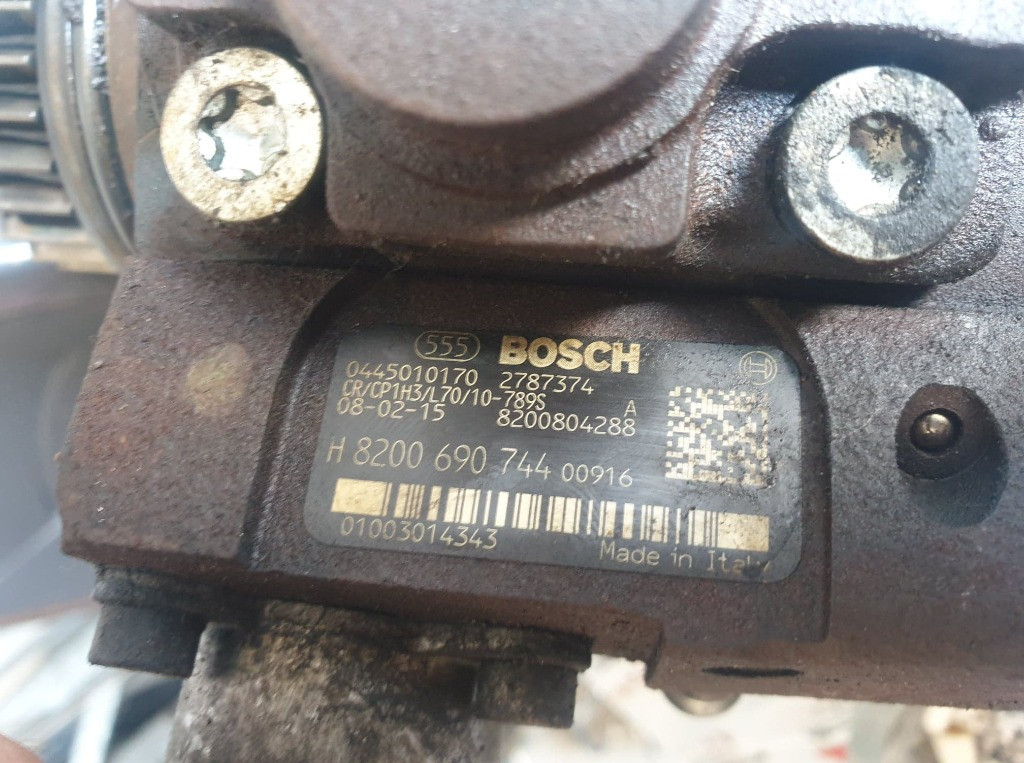 555 BOSCH
0445010170 2787374
CR/CP1H3/L70/10-789S A
08-02-15 8200804288
H 8200 690 744 00916
01003014343
Made in Italy